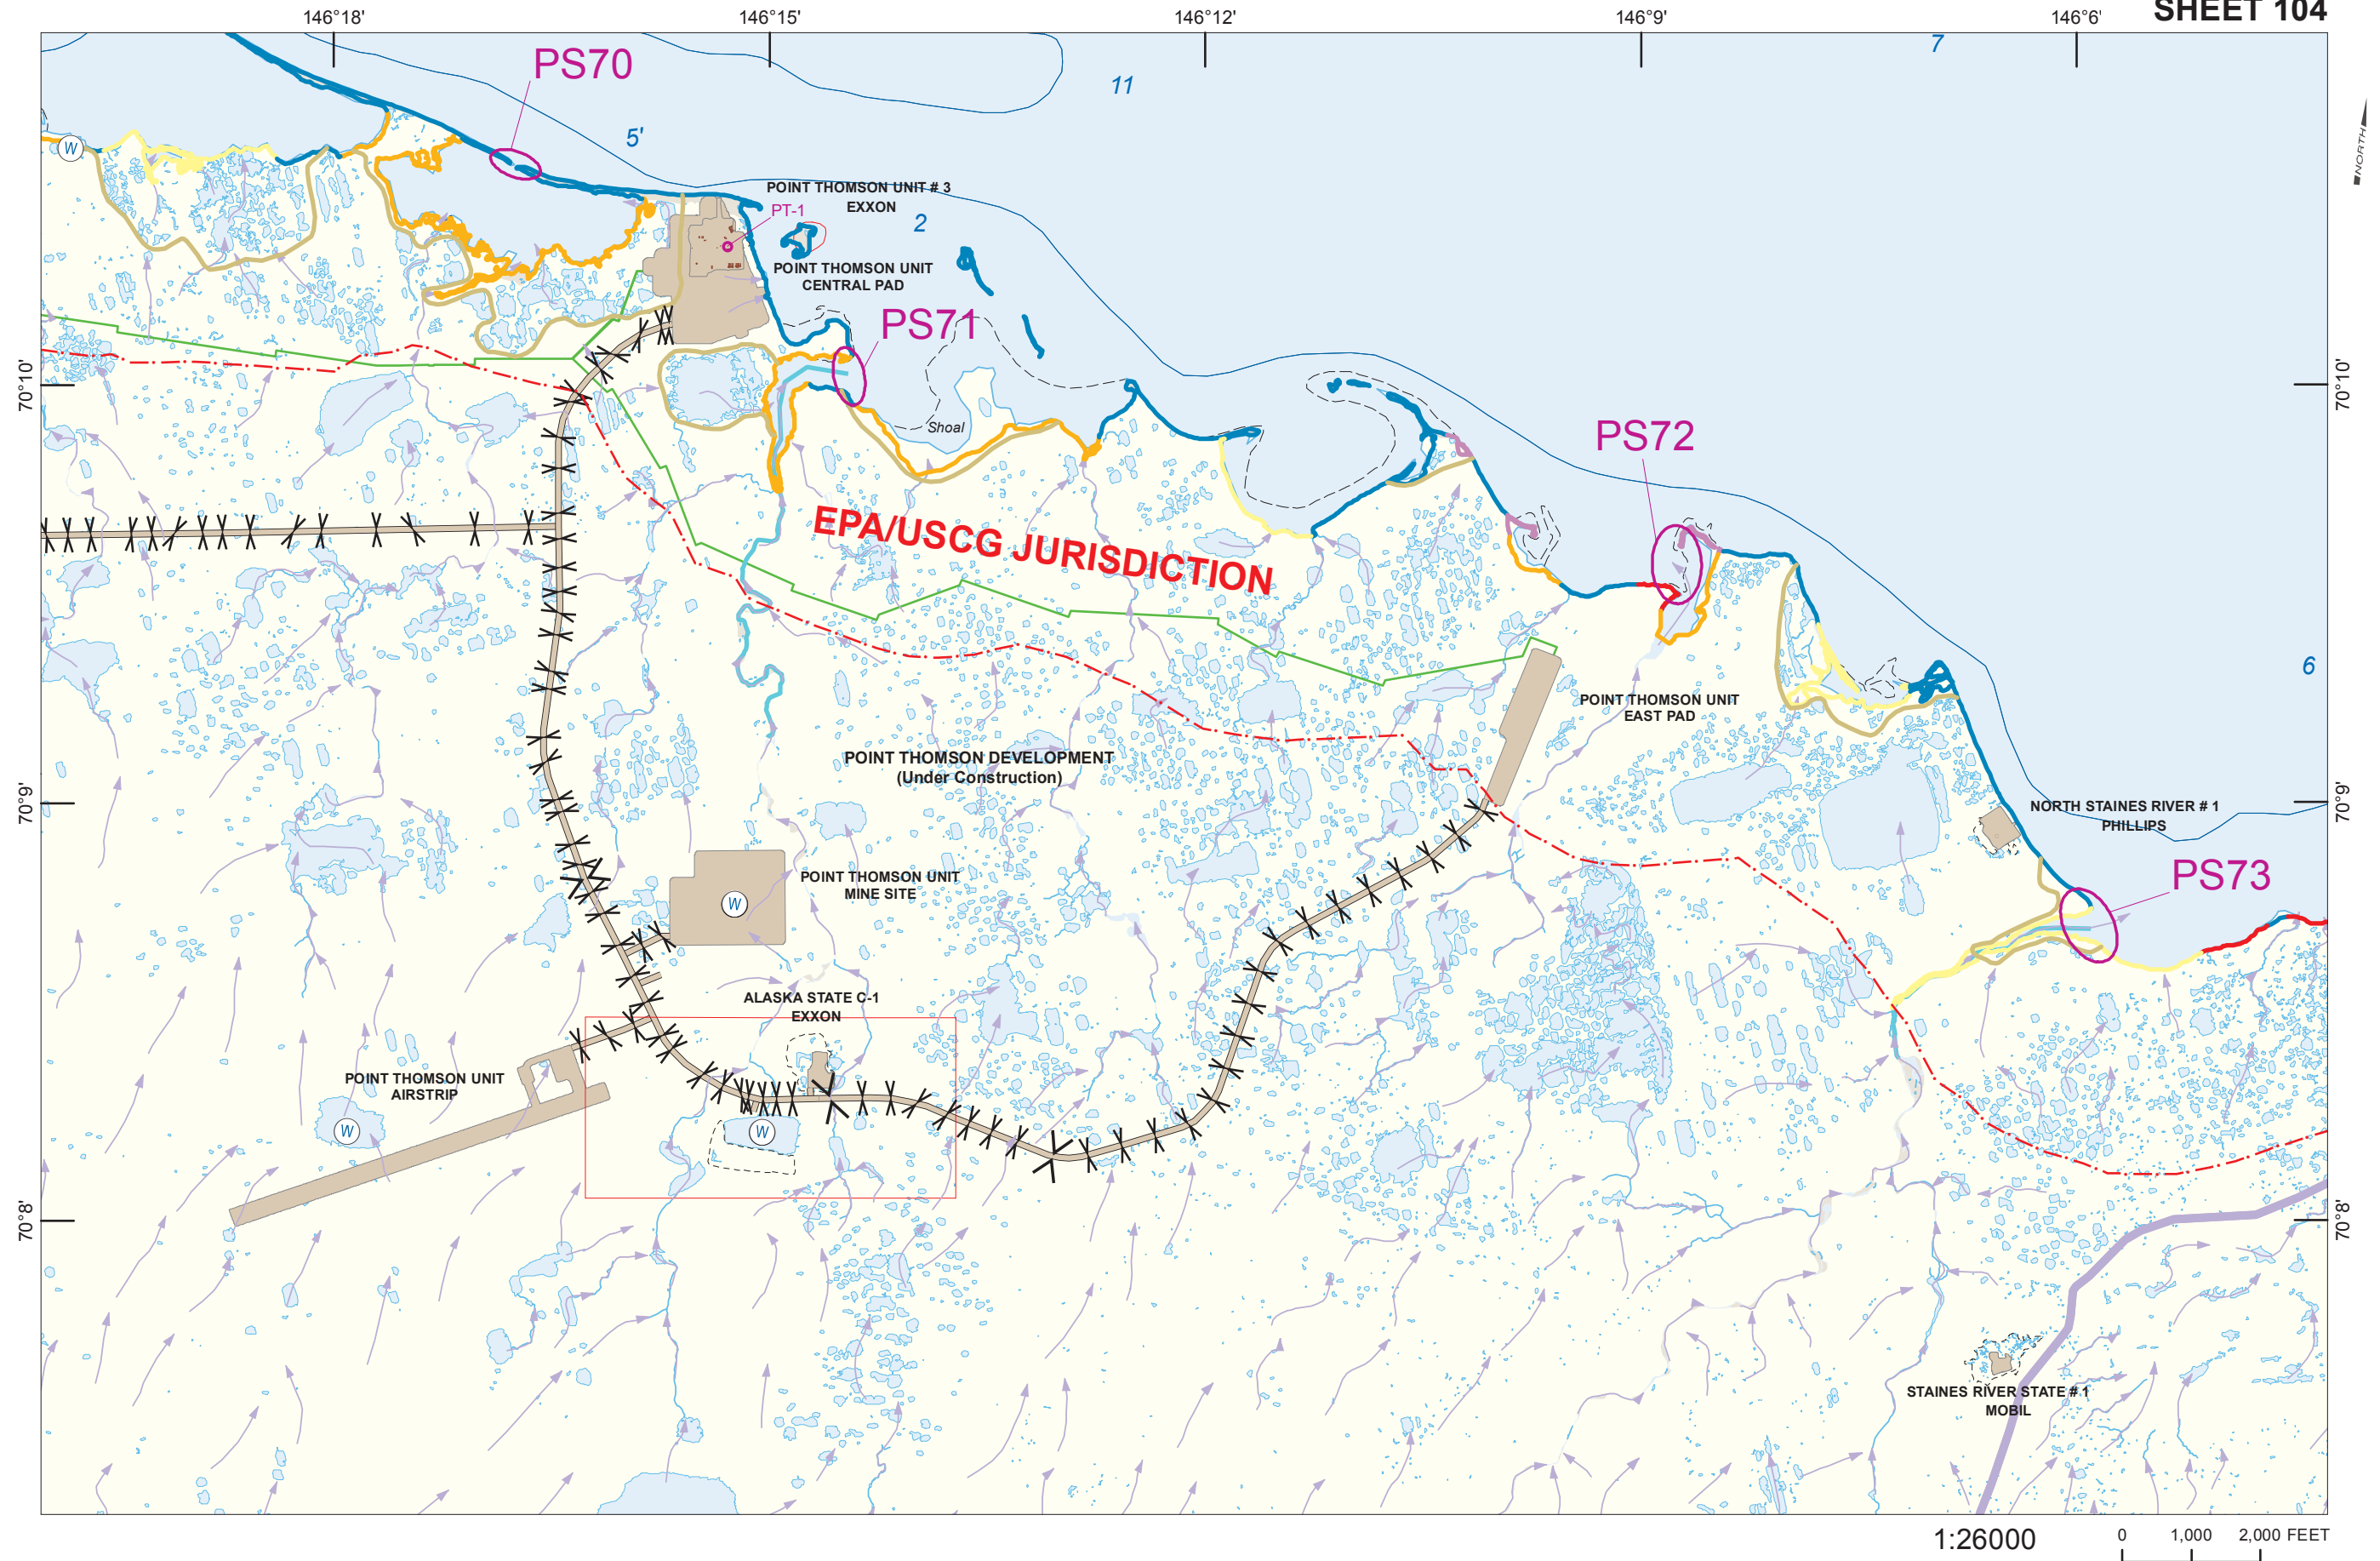 SHEET 104
146°18'
146°15'
146°12'
146°9'
146°6'
7
PS70
11
5'
NORTH
W
POINT THOMSON UNIT # 3
EXXON
PT-1
2
POINT THOMSON UNIT
CENTRAL PAD
PS71
70°10'
70°10'
Shoal
PS72
EPA/USCG JURISDICTION
6
POINT THOMSON UNIT
EAST PAD
POINT THOMSON DEVELOPMENT
(Under Construction)
70°9'
70°9'
NORTH STAINES RIVER # 1
PHILLIPS
PS73
POINT THOMSON UNIT
MINE SITE
W
ALASKA STATE C-1
EXXON
POINT THOMSON UNIT
AIRSTRIP
W
W
70°8'
70°8'
STAINES RIVER STATE # 1
MOBIL
1:26000
0 1,000 2,000 FEET